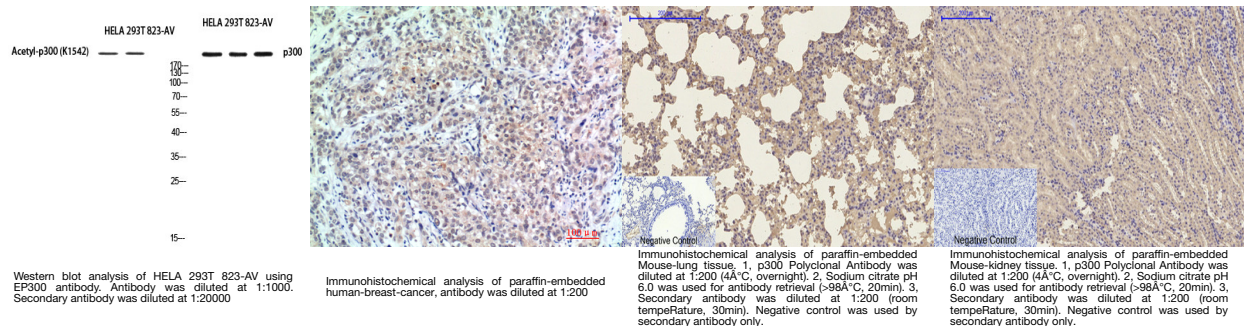 HELA 293T 823-AV
HELA 293T 823-AV
Acetyl-p300 (K1542)
p300
170—
130—
100—
70—
55—
40—
35—
25—
15—
Western blot analysis of HELA 293T 823-AV using
EP300 antibody. Antibody was diluted at 1:1000.
Secondary antibody was diluted at 1:20000
Immunohistochemical analysis of paraffin-embedded
human-breast-cancer, antibody was diluted at 1:200
Negative Control
Immunohistochemical analysis of paraffin-embedded
Mouse-lung tissue. 1, p300 Polyclonal Antibody was
diluted at 1:200 (4Â°C, overnight). 2, Sodium citrate pH
6.0 was used for antibody retrieval (>98Â°C, 20min). 3,
Secondary antibody was diluted at 1:200 (room
tempeRature, 30min). Negative control was used by
secondary antibody only.
Negative Control
Immunohistochemical analysis of paraffin-embedded
Mouse-kidney tissue. 1, p300 Polyclonal Antibody was
diluted at 1:200 (4Â°C, overnight). 2, Sodium citrate pH
6.0 was used for antibody retrieval (>98Â°C, 20min). 3,
Secondary antibody was diluted at 1:200 (room
tempeRature, 30min). Negative control was used by
secondary antibody only.